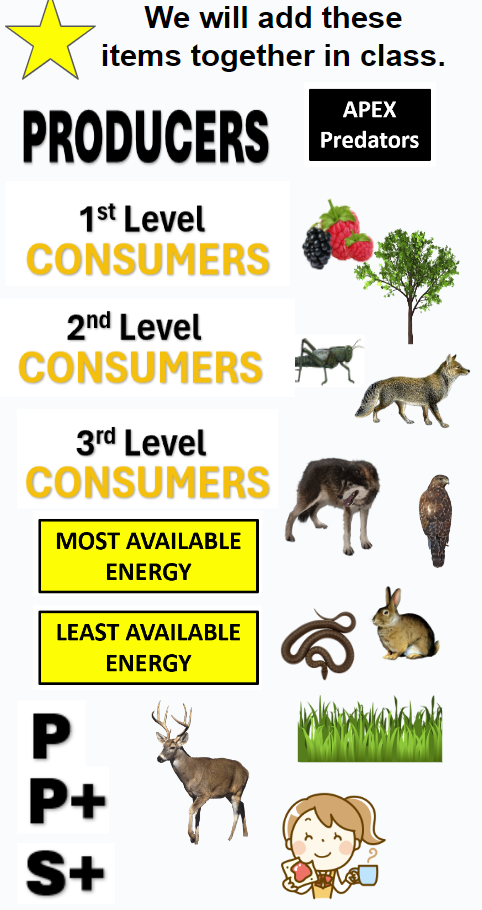 We will add these
items together in class.
PRODUCERS
APEX
Predators
1st Level
CONSUMERS
2nd Level
CONSUMERS
3rd Level
CONSUMERS
MOST AVAILABLE
ENERGY
LEAST AVAILABLE
ENERGY
P
P+
S+